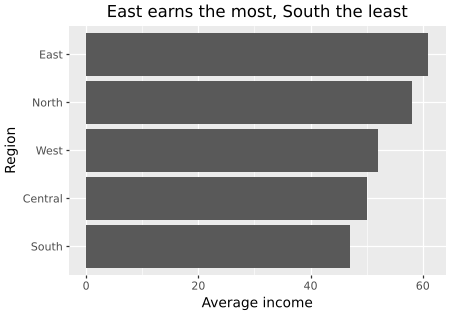 East earns the most, South the least
East
North
West
Central
South
Region
0 20 40 60
Average income